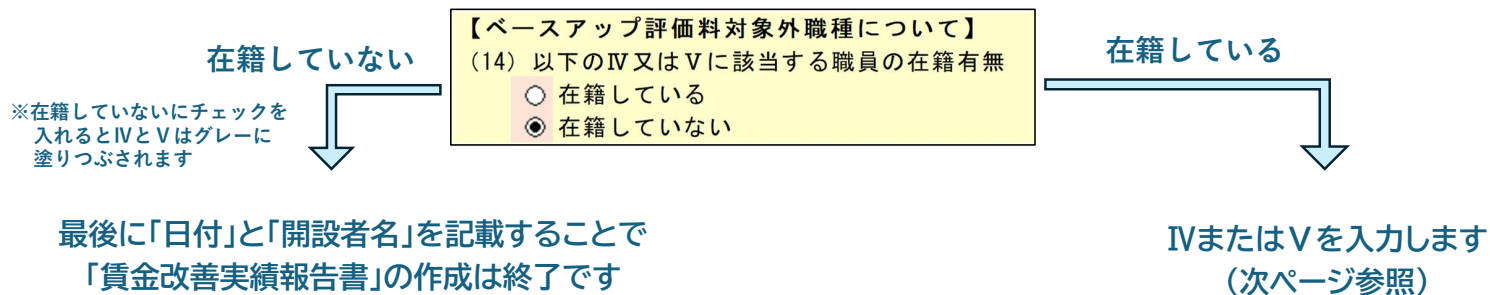 【ベースアップ評価料対象外職種について】
(14) 以下のⅣ又はⅤに該当する職員の在籍有無
在籍している
在籍していない
在籍していない
※在籍していないにチェックを
入れるとⅣとⅤはグレーに
塗りつぶされます
最後に「日付」と「開設者名」を記載することで
「賃金改善実績報告書」の作成は終了です
在籍している
ⅣまたはⅤを入力します
(次ページ参照)